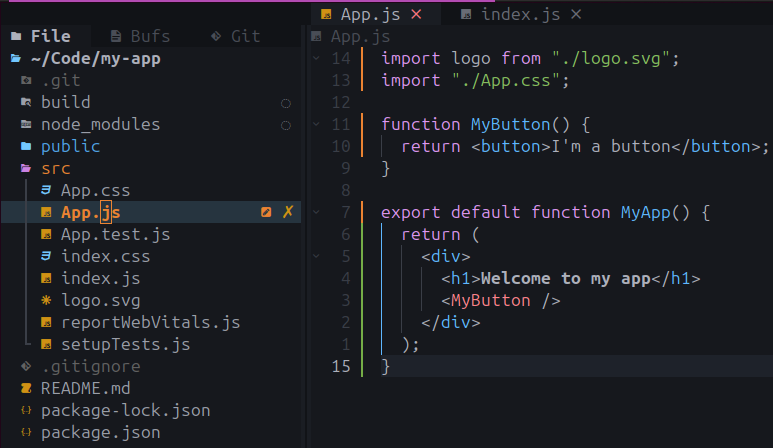 App.js ✕ index.js ✕
File Bufs Git
App.js
~/Code/my-app
.git
build
node_modules
public
src
App.css
App.js
App.test.js
index.css
index.js
logo.svg
reportWebVitals.js
setupTests.js
.gitignore
README.md
package-lock.json
package.json
14 import logo from "./logo.svg";
13 import "./App.css";
12
11 function MyButton() {
10 return <button>I'm a button</button>;
9 }
8
7 export default function MyApp() {
6 return (
5 <div>
4 <h1>Welcome to my app</h1>
3 <MyButton />
2 </div>
1 );
15 }